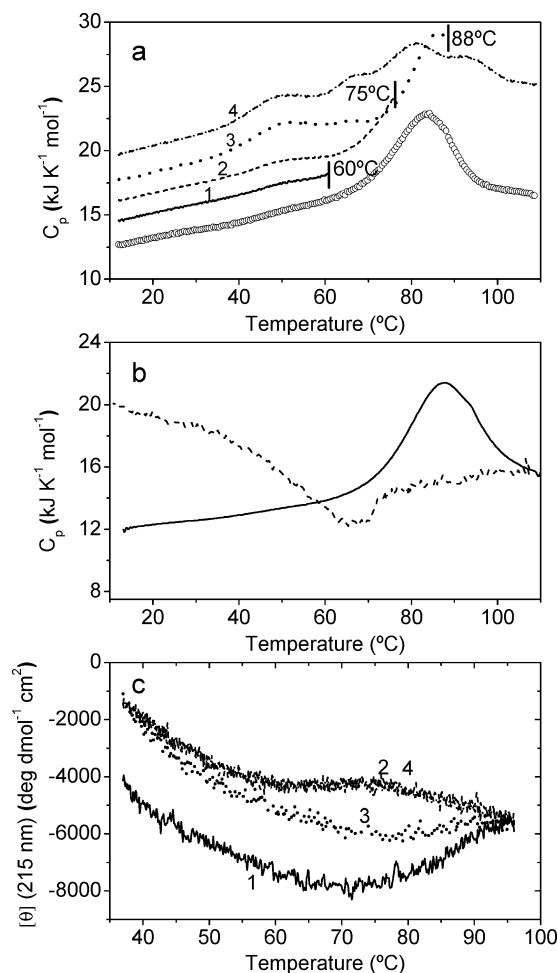 a
30
25
20
15
10
C_p (kJ K⁻¹ mol⁻¹)
88ºC
75ºC
60ºC
4
3
2
1
20 40 60 80 100
Temperature (ºC)
b
24
20
16
12
8
C_p (kJ K⁻¹ mol⁻¹)
20 40 60 80 100
Temperature (ºC)
c
0
-2000
-4000
-6000
-8000
[θ] (215 nm) (deg dmol⁻¹ cm²)
2 4
3
1
40 50 60 70 80 90 100
Temperature (ºC)